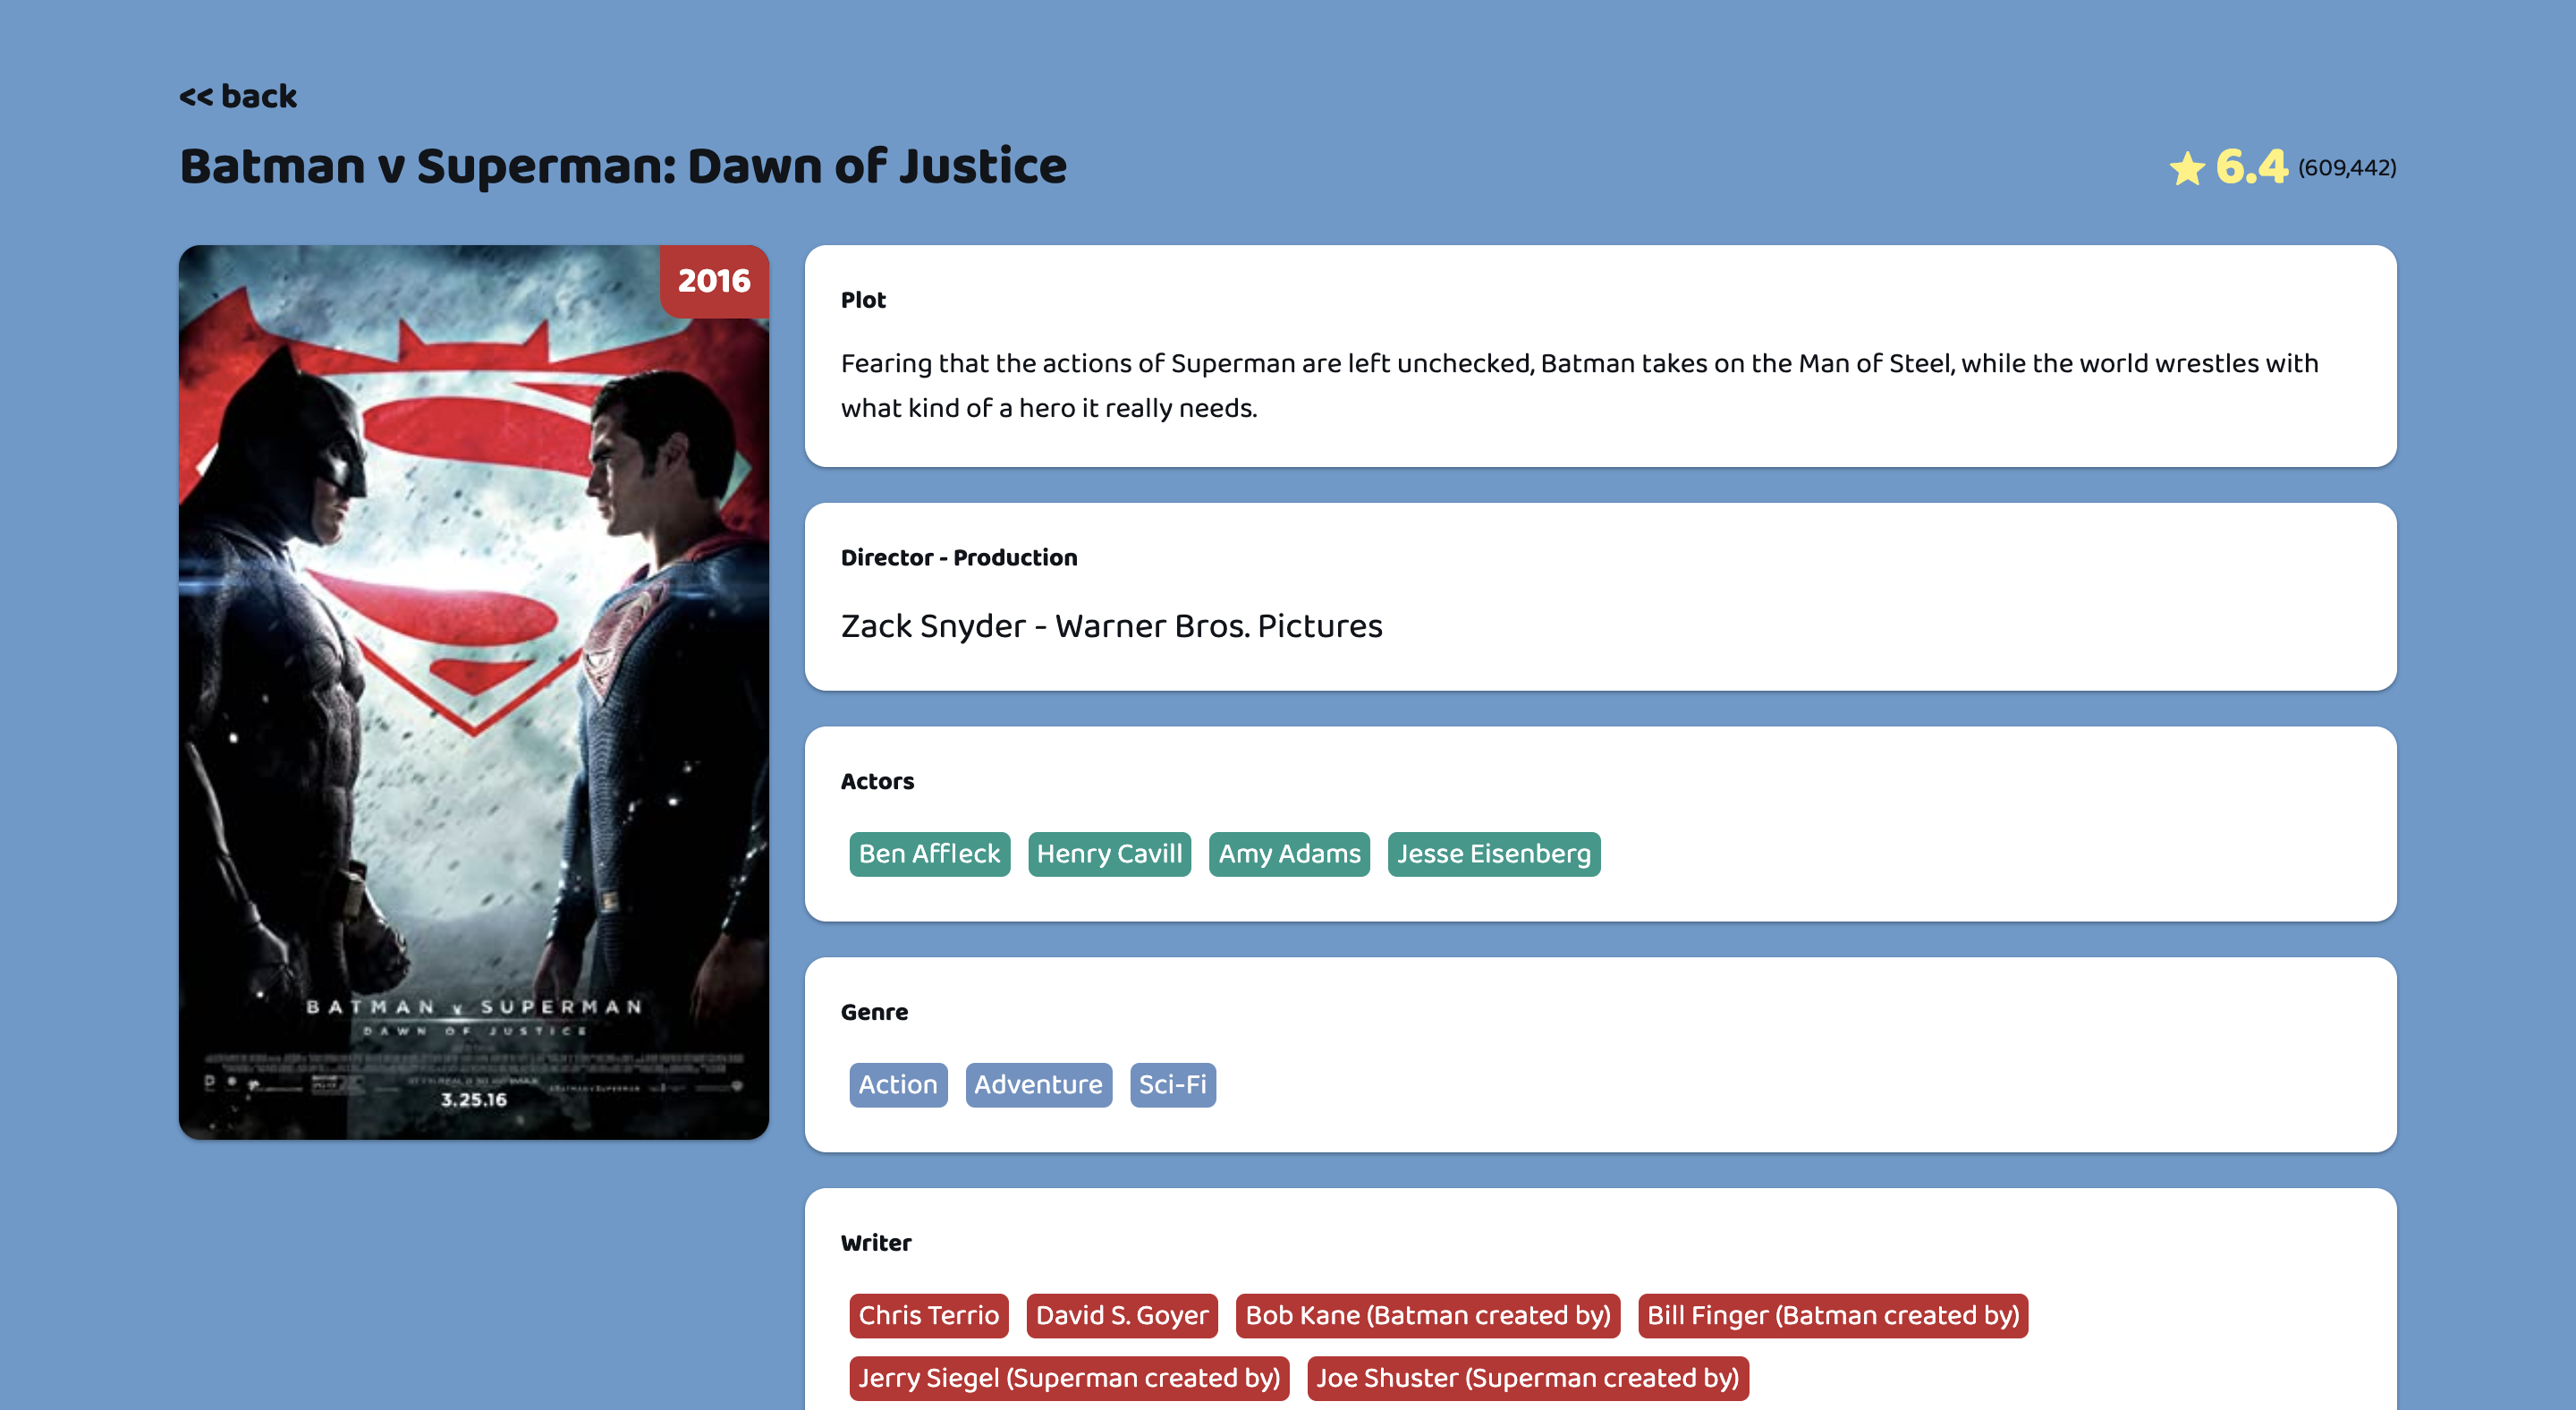 << back
Batman v Superman: Dawn of Justice
6.4 (609,442)
2016
BATMAN v SUPERMAN
DAWN OF JUSTICE
3.25.16
Plot
Fearing that the actions of Superman are left unchecked, Batman takes on the Man of Steel, while the world wrestles with
what kind of a hero it really needs.
Director - Production
Zack Snyder - Warner Bros. Pictures
Actors
Ben Affleck Henry Cavill Amy Adams Jesse Eisenberg
Genre
Action Adventure Sci-Fi
Writer
Chris Terrio David S. Goyer Bob Kane (Batman created by) Bill Finger (Batman created by)
Jerry Siegel (Superman created by) Joe Shuster (Superman created by)